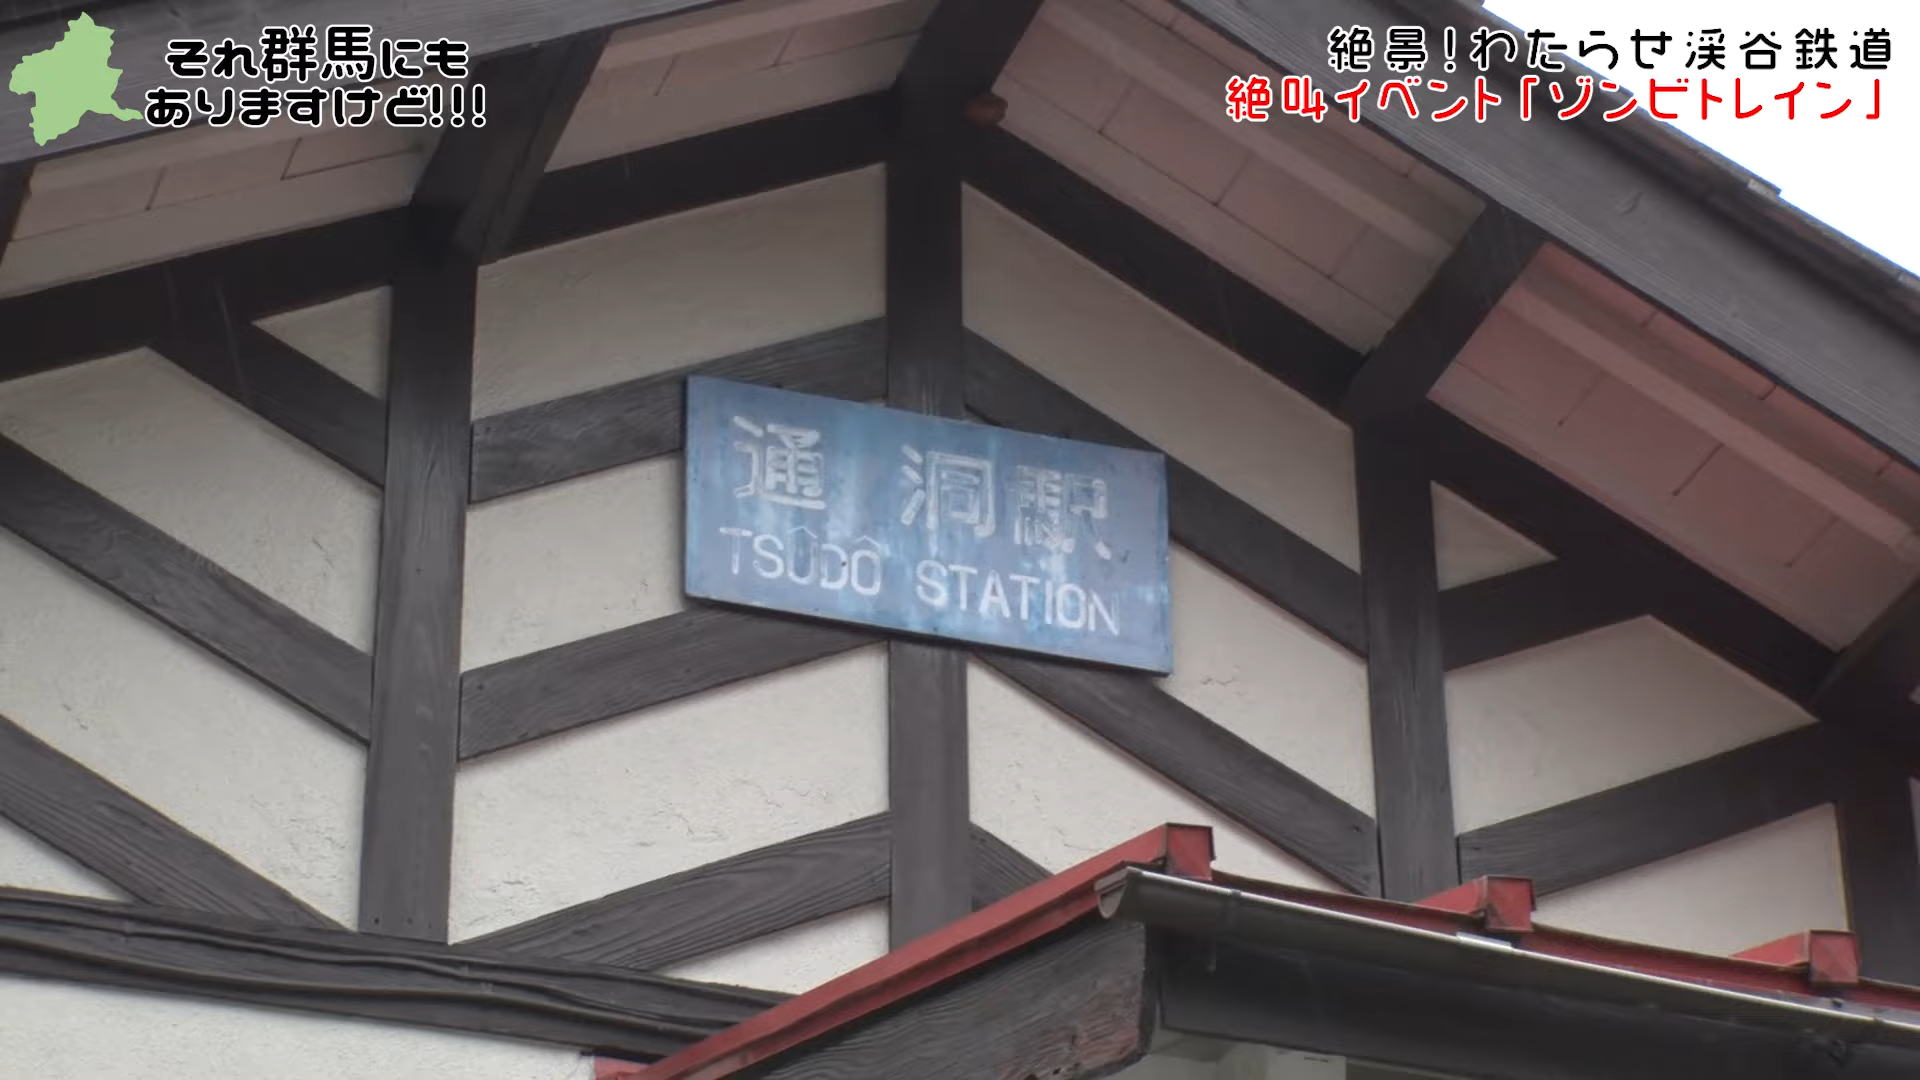 それ群馬にも
ありますけど!!!
絶景!わたらせ渓谷鉄道
絶叫イベント「ゾンビトレイン」
通洞駅
TSÛDÔ STATION